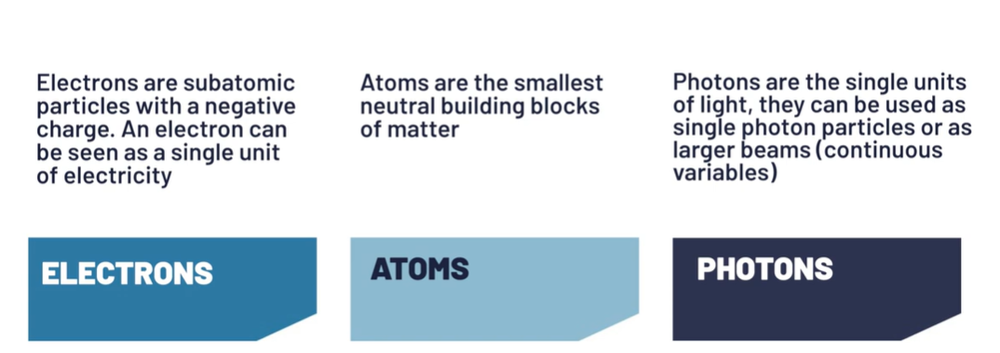 Electrons are subatomic
particles with a negative
charge. An electron can
be seen as a single unit
of electricity
ELECTRONS
Atoms are the smallest
neutral building blocks
of matter
ATOMS
Photons are the single units
of light, they can be used as
single photon particles or as
larger beams (continuous
variables)
PHOTONS